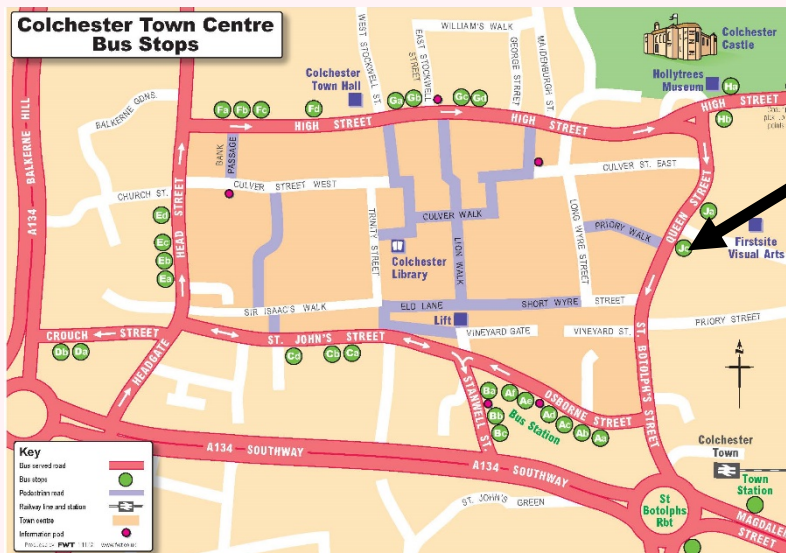 Colchester Town Centre
Bus Stops
WILLIAM'S WALK
WEST STOCKWELL ST.
EAST STOCKWELL
STREET
GEORGE STREET
MAIDENBURGH ST.
Colchester
Castle
Colchester
Town Hall
Hollytrees
Museum
Ha
Hb
HIGH STREET
BALKERNE HILL
A134
BALKERNE GDNS.
Fa
Fb
Fc
Fd
Ga
Gb
Gc
Gd
HIGH STREET
HIGH STREET
BANK
PASSAGE
CULVER ST. EAST
CHURCH ST.
CULVER STREET WEST
QUEEN STREET
Ed
Ec
Eb
Ea
HEAD STREET
TRINITY STREET
CULVER WALK
LION WALK
LONG WYRE STREET
PRIORY WALK
Ja
Jc
Firstsite
Visual Arts
Colchester
Library
SIR ISAAC'S WALK
ELD LANE
SHORT WYRE
STREET
Lift
VINEYARD GATE
VINEYARD ST.
PRIORY STREET
CROUCH STREET
Db
Da
HEADGATE
ST. JOHN'S STREET
Cd
Cb
Ca
ST. BOTOLPH'S STREET
STANWELL ST.
OSBORNE STREET
Ba
Bb
Bc
Af
Ae
Ad
Ac
Ab
Aa
Bus Station
N
A134 SOUTHWAY
A134 SOUTHWAY
Colchester
Town
Town
Station
ST. JOHN'S
GREEN
St
Botolphs
Rbt
MAGDALEN
STREET
Key
Bus served road
Bus stops
Pedestrian road
Railway line and station
Town centre
Information pod
FWT